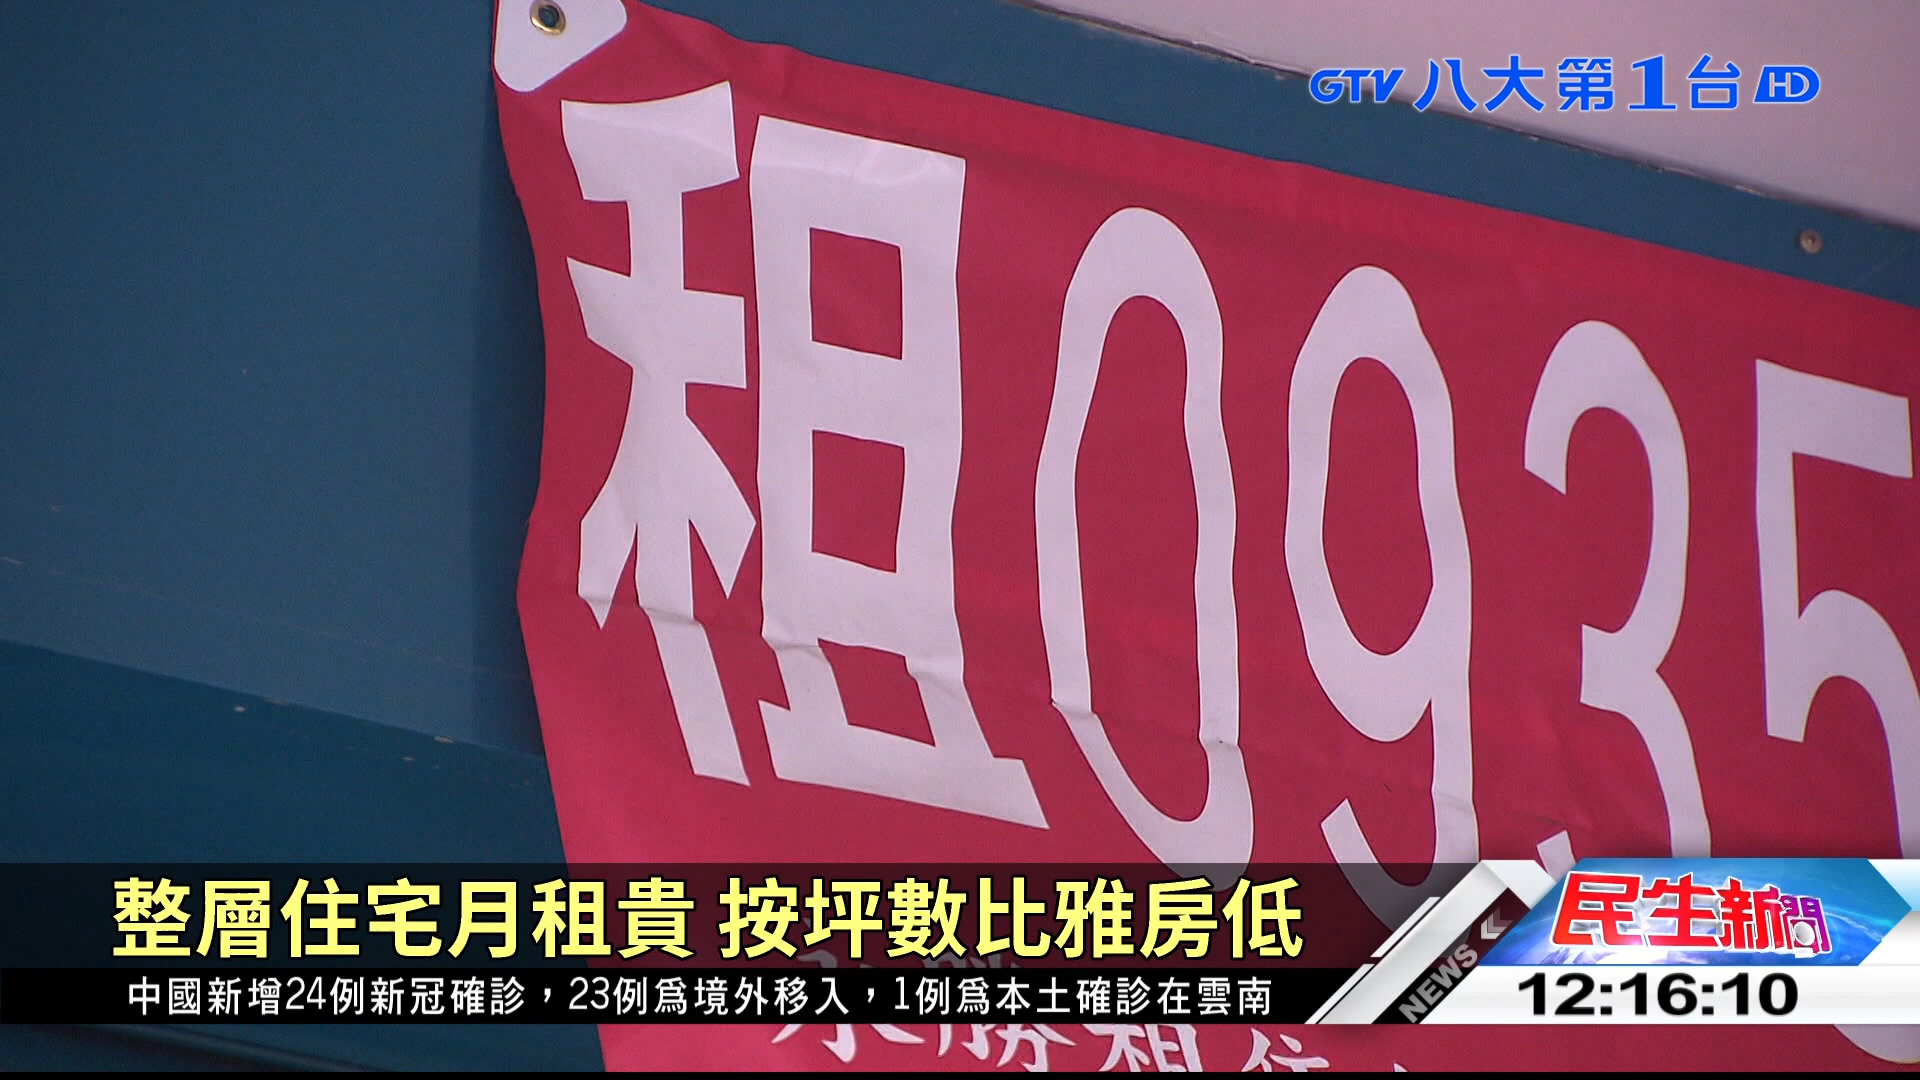 GTV 八大第1台 HD
租0935
整層住宅月租貴 按坪數比雅房低
民生新聞
NEWS
中國新增24例新冠確診，23例為境外移入，1例為本土確診在雲南
12:16:10